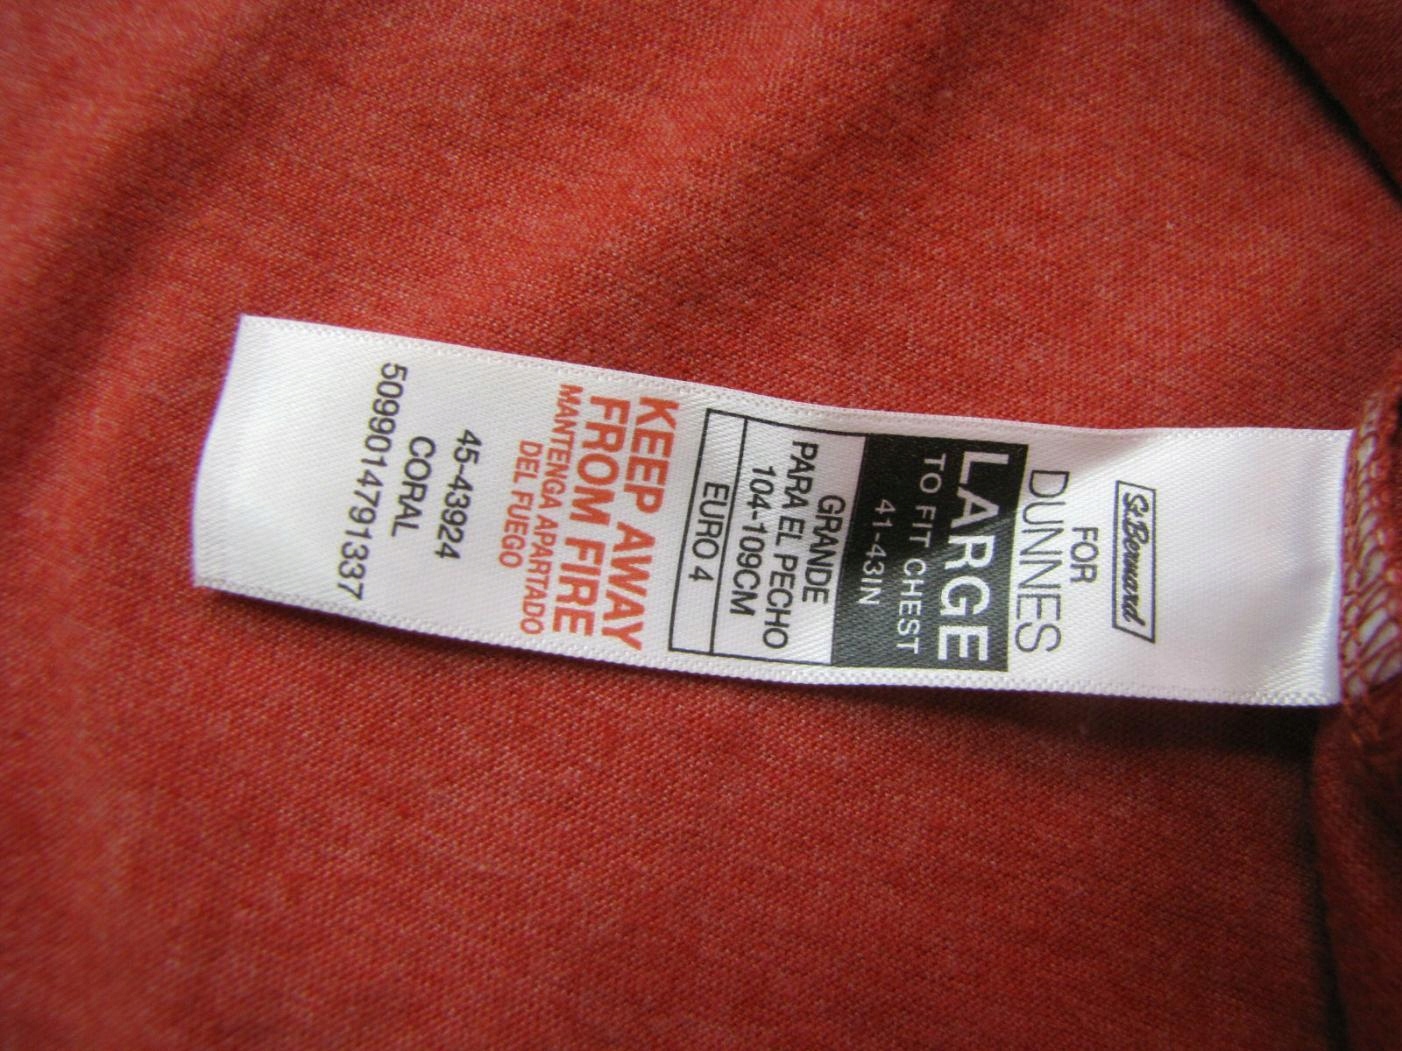 St. Bernard
FOR
DUNNES
LARGE
TO FIT CHEST
41-43IN
GRANDE
PARA EL PECHO
104-109CM
EURO 4
KEEP AWAY
FROM FIRE
MANTENGA APARTADO
DEL FUEGO
45-43924
CORAL
5099014791337